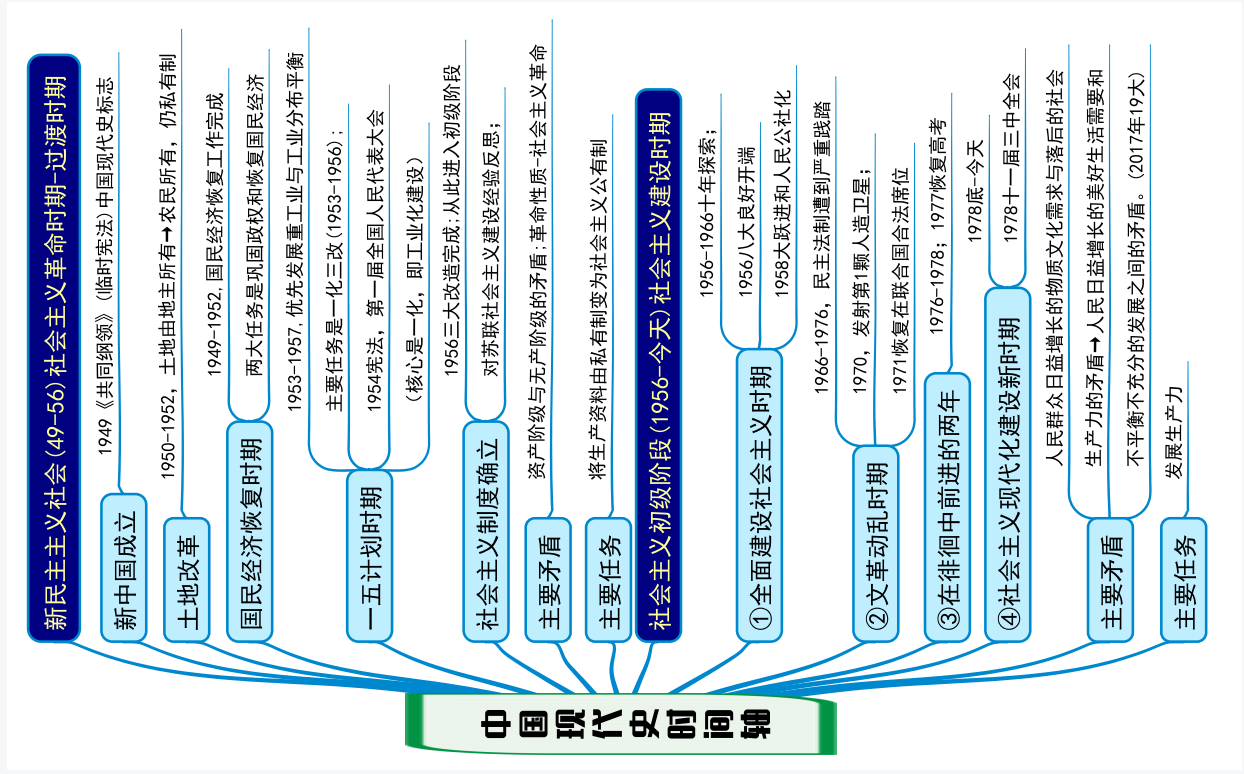 中国现代史时间轴
新民主主义社会(49-56)社会主义革命时期-过渡时期
新中国成立
1949《共同纲领》(临时宪法)中国现代史标志
土地改革
1950-1952，土地由地主所有→农民所有，仍私有制
国民经济恢复时期
1949-1952,国民经济恢复工作完成
两大任务是巩固政权和恢复国民经济
一五计划时期
1953-1957,优先发展重工业与工业分布平衡
主要任务是一化三改(1953-1956)；
1954宪法，第一届全国人民代表大会
(核心是一化，即工业化建设)
社会主义制度确立
1956三大改造完成;从此进入初级阶段
对苏联社会主义建设经验反思；
主要矛盾
资产阶级与无产阶级的矛盾;革命性质-社会主义革命
主要任务
将生产资料由私有制变为社会主义公有制
社会主义初级阶段(1956-今天)社会主义建设时期
①全面建设社会主义时期
1956-1966十年探索；
1956八大良好开端
1958大跃进和人民公社化
②文革动乱时期
1966-1976，民主法制遭到严重践踏
1970，发射第1颗人造卫星；
1971恢复在联合国合法席位
③在徘徊中前进的两年
1976-1978；1977恢复高考
④社会主义现代化建设新时期
1978底-今天
1978十一届三中全会
主要矛盾
人民群众日益增长的物质文化需求与落后的社会
生产力的矛盾→人民日益增长的美好生活需要和
不平衡不充分的发展之间的矛盾。(2017年19大)
主要任务
发展生产力